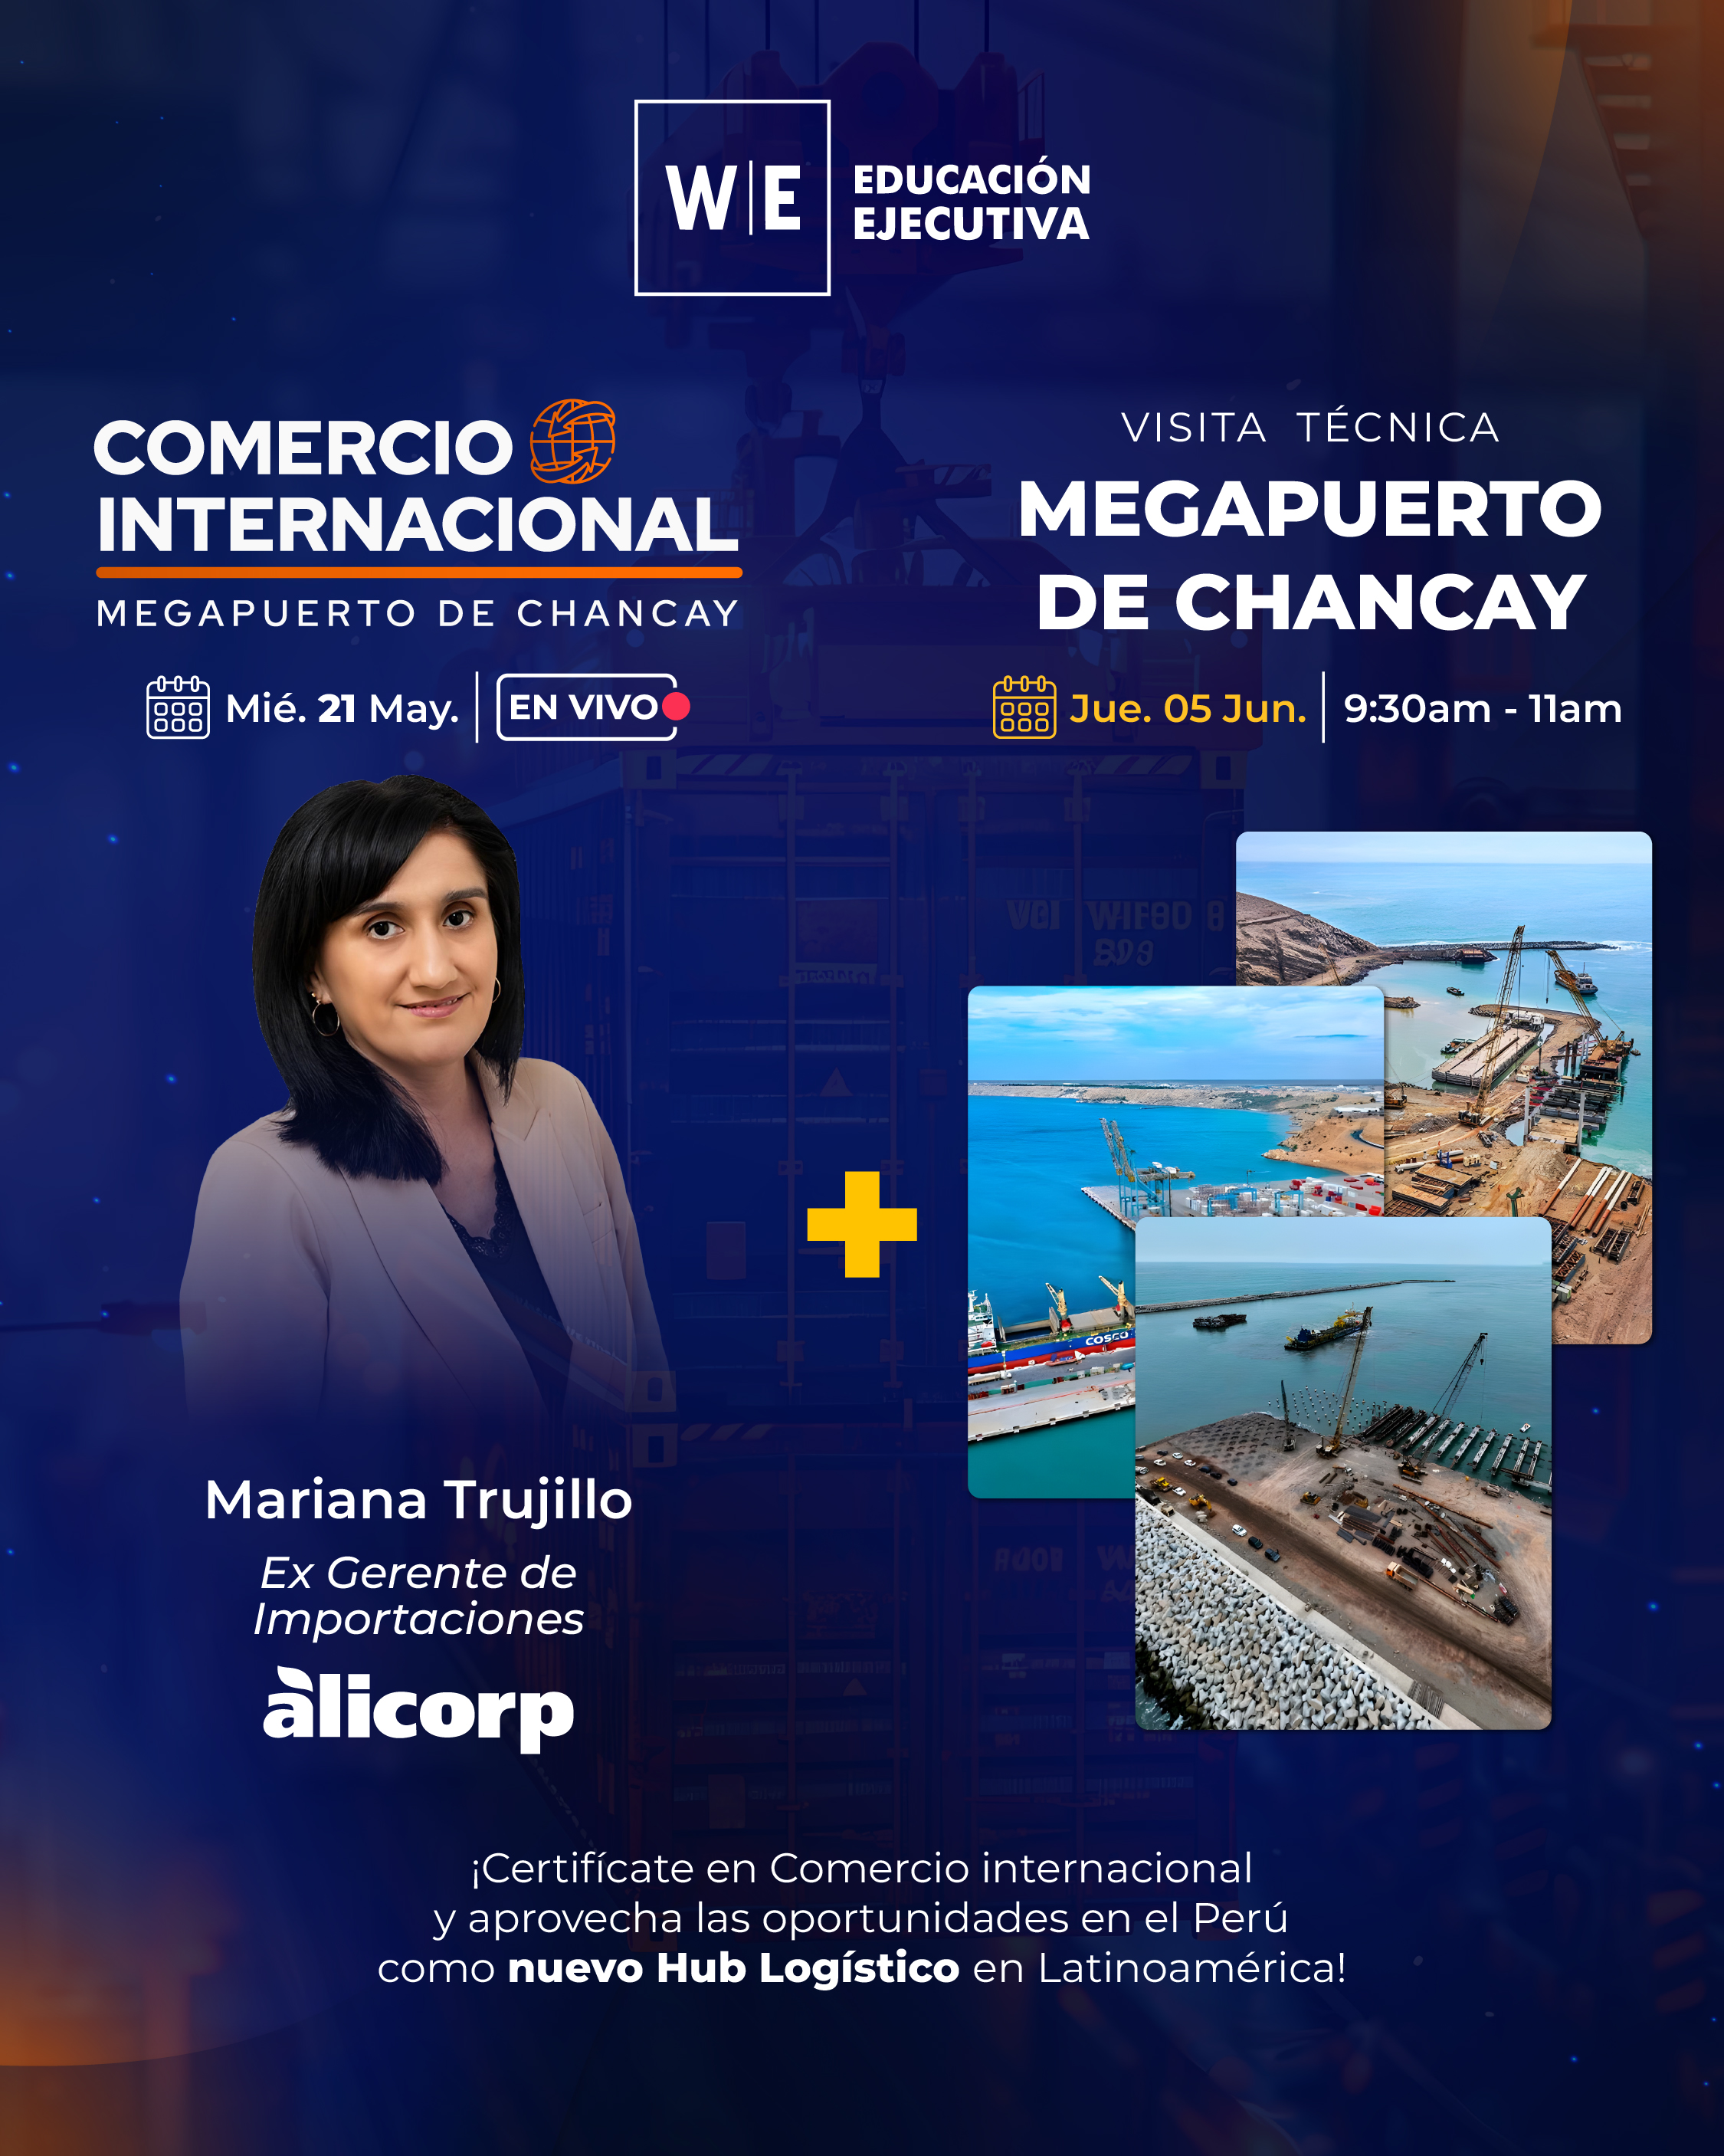 W|E
EDUCACIÓN
EJECUTIVA
COMERCIO
INTERNACIONAL
MEGAPUERTO DE CHANCAY
Mié. 21 May.
EN VIVO
VISITA TÉCNICA
MEGAPUERTO
DE CHANCAY
Jue. 05 Jun.
9:30am - 11am
COSCO
Mariana Trujillo
Ex Gerente de
Importaciones
alicorp
¡Certifícate en Comercio internacional
y aprovecha las oportunidades en el Perú
como nuevo Hub Logístico en Latinoamérica!